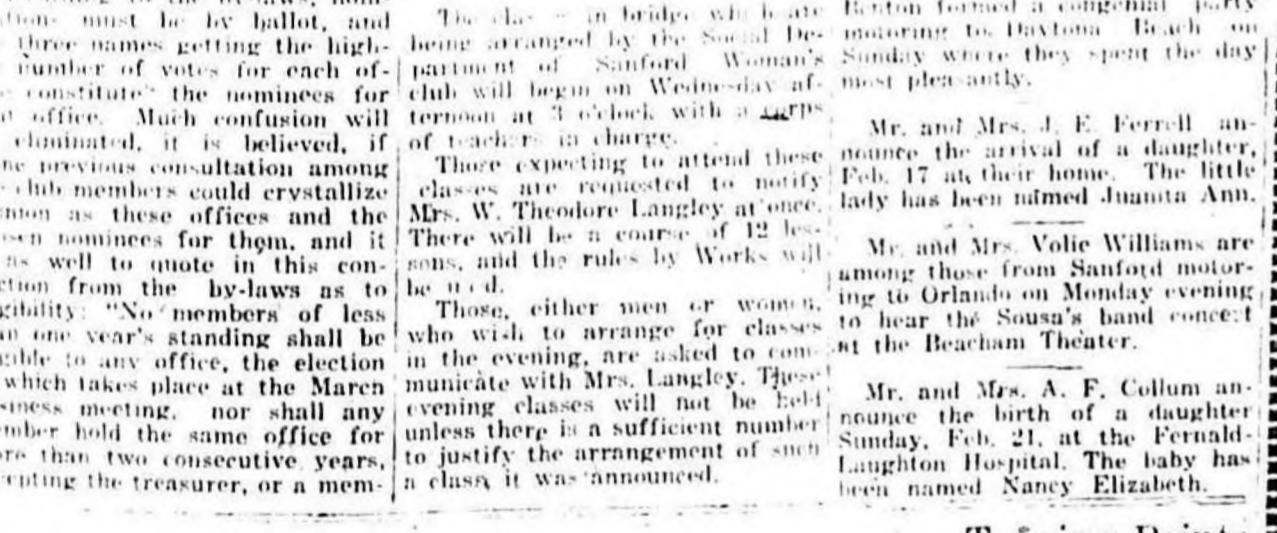 must be by ballot, and
three names getting the high-
number of votes for each of-
constitute the nominees for
office. Much confusion will
eliminated, it is believed, if
previous consultation among
club members could crystallize
as these offices and the
nominees for them, and it
as well to quote in this con-
from the by-laws as to
"No members of less
one year's standing shall be
to any office, the election
which takes place at the March
meeting, nor shall any
hold the same office for
than two consecutive years,
the treasurer, or a mem-
The in bridge which are
being arranged by the Social De-
partment of Sanford Woman's
club will begin on Wednesday af-
ternoon at 3 o'clock with a corps
of teachers in charge.
Those expecting to attend these
classes are requested to notify
Mrs. W. Theodore Langley at once.
There will be a course of 12 les-
sons, and the rules by Works will
be used.
Those, either men or women,
who wish to arrange for classes
in the evening, are asked to com-
municate with Mrs. Langley. These
evening classes will not be held
unless there is a sufficient number
to justify the arrangement of such
a class, it was announced.
Benton formed a congenial party
motoring to Daytona Beach on
Sunday where they spent the day
most pleasantly.
Mr. and Mrs. J. E. Ferrell an-
nounce the arrival of a daughter,
Feb. 17 at their home. The little
lady has been named Juanita Ann.
Mr. and Mrs. Volie Williams are
among those from Sanford motor-
ing to Orlando on Monday evening
to hear the Sousa's band concert
at the Beacham Theater.
Mr. and Mrs. A. F. Collum an-
nounce the birth of a daughter
Sunday, Feb. 21, at the Fernald-
Laughton Hospital. The baby has
been named Nancy Elizabeth.